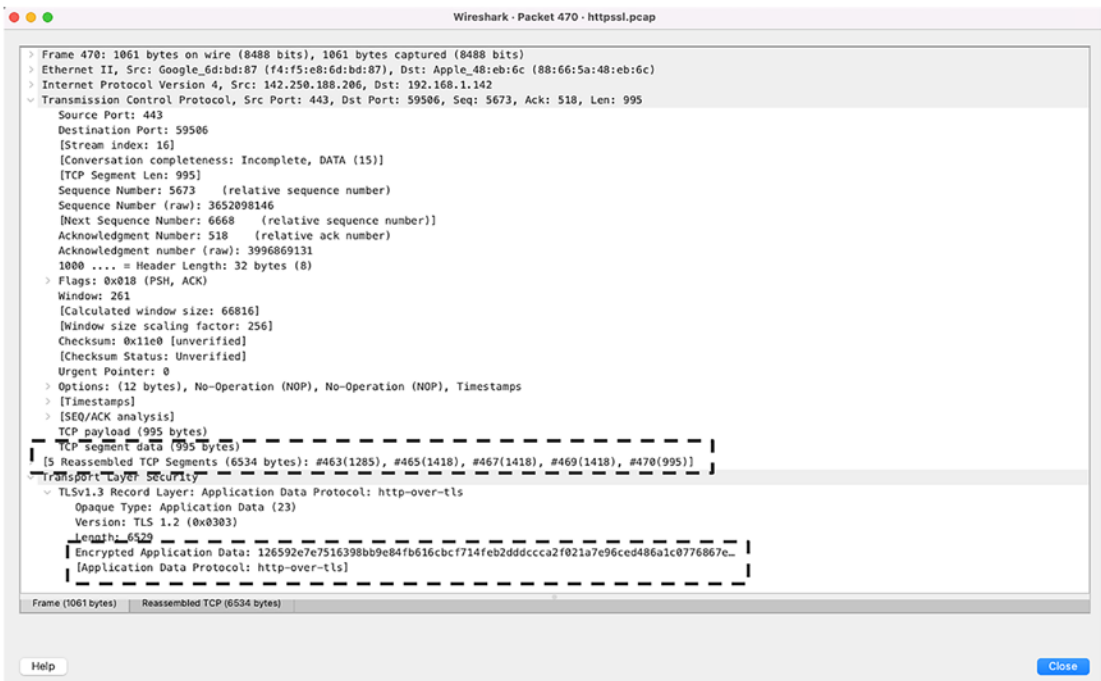 Wireshark · Packet 470 · httpssl.pcap
Frame 470: 1061 bytes on wire (8488 bits), 1061 bytes captured (8488 bits)
Ethernet II, Src: Google_6d:bd:87 (f4:f5:e8:6d:bd:87), Dst: Apple_48:eb:6c (88:66:5a:48:eb:6c)
Internet Protocol Version 4, Src: 142.250.188.206, Dst: 192.168.1.142
Transmission Control Protocol, Src Port: 443, Dst Port: 59506, Seq: 5673, Ack: 518, Len: 995
Source Port: 443
Destination Port: 59506
[Stream index: 16]
[Conversation completeness: Incomplete, DATA (15)]
[TCP Segment Len: 995]
Sequence Number: 5673 (relative sequence number)
Sequence Number (raw): 3652098146
[Next Sequence Number: 6668 (relative sequence number)]
Acknowledgment Number: 518 (relative ack number)
Acknowledgment number (raw): 3996869131
1000 .... = Header Length: 32 bytes (8)
Flags: 0x018 (PSH, ACK)
Window: 261
[Calculated window size: 66816]
[Window size scaling factor: 256]
Checksum: 0x11e0 [unverified]
[Checksum Status: Unverified]
Urgent Pointer: 0
Options: (12 bytes), No-Operation (NOP), No-Operation (NOP), Timestamps
[Timestamps]
[SEQ/ACK analysis]
TCP payload (995 bytes)
TCP segment data (995 bytes)
[5 Reassembled TCP Segments (6534 bytes): #463(1285), #465(1418), #467(1418), #469(1418), #470(995)]
Transport Layer Security
TLSv1.3 Record Layer: Application Data Protocol: http-over-tls
Opaque Type: Application Data (23)
Version: TLS 1.2 (0x0303)
Length: 6529
Encrypted Application Data: 126592e7e7516398bb9e84fb616cbcf714feb2dddccca2f021a7e96ced486a1c0776867e…
[Application Data Protocol: http-over-tls]
Frame (1061 bytes)
Reassembled TCP (6534 bytes)
Help
Close